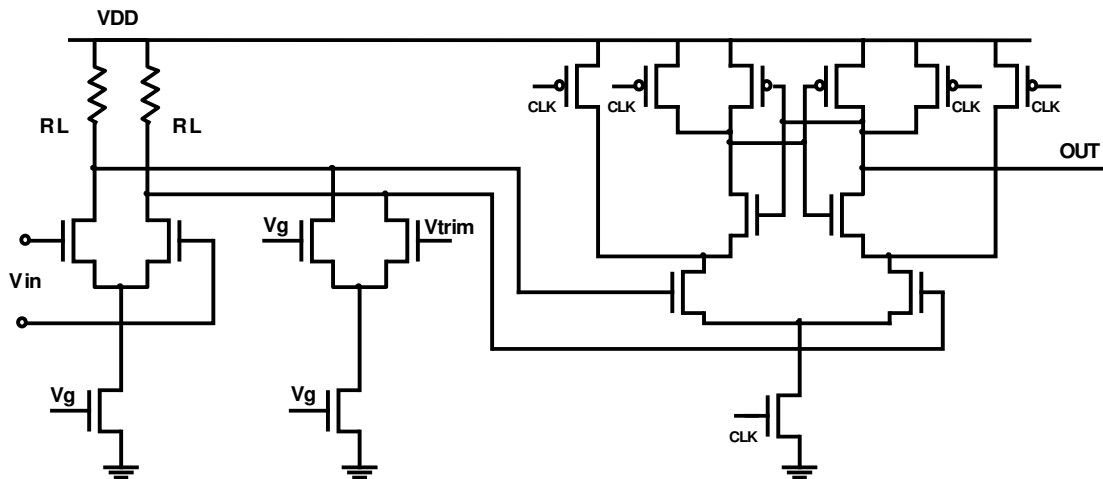 VDD
RL
RL
CLK
CLK
CLK
CLK
OUT
Vg
Vtrim
Vin
Vg
Vg
CLK